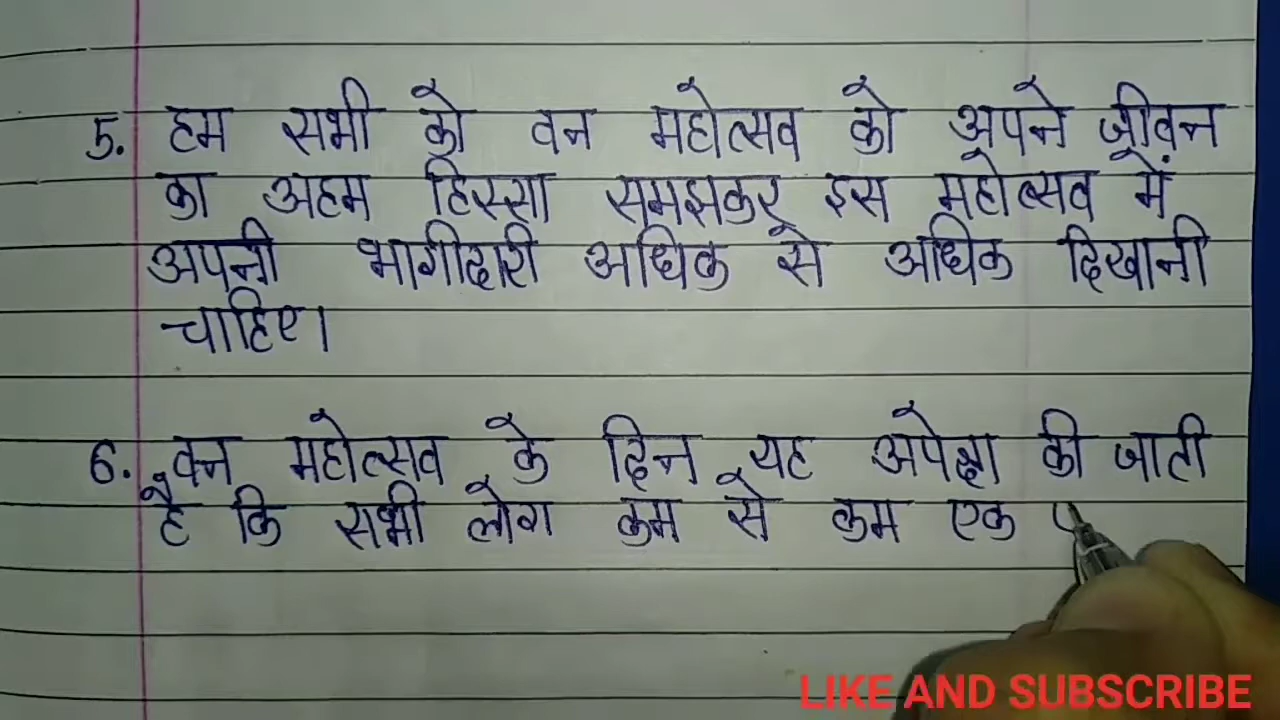 5. हम सभी को वन महोत्सव को अपने जीवन
का अहम हिस्सा समझकर इस महोत्सव में
अपनी भागीदारी अधिक से अधिक दिखानी
चाहिए।
6. वन महोत्सव के दिन यह अपेक्षा की जाती
है कि सभी लोग कम से कम एक
LIKE AND SUBSCRIBE